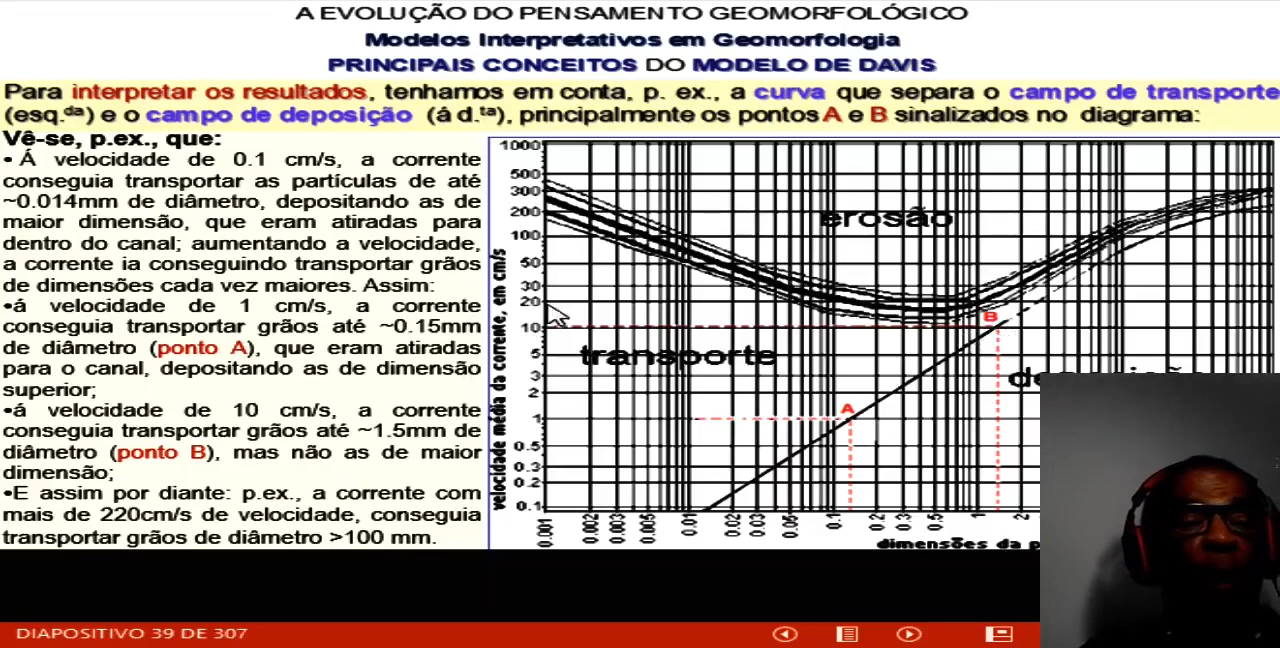 A EVOLUÇÃO DO PENSAMENTO GEOMORFOLÓGICO
Modelos Interpretativos em Geomorfologia
PRINCIPAIS CONCEITOS DO MODELO DE DAVIS
Para interpretar os resultados, tenhamos em conta, p. ex., a curva que separa o campo de transporte
(esq.da) e o campo de deposição (á d.ta), principalmente os pontos A e B sinalizados no diagrama:
Vê-se, p.ex., que:
• Á velocidade de 0.1 cm/s, a corrente
conseguia transportar as partículas de até
~0.014mm de diâmetro, depositando as de
maior dimensão, que eram atiradas para
dentro do canal; aumentando a velocidade,
a corrente ia conseguindo transportar grãos
de dimensões cada vez maiores. Assim:
•á velocidade de 1 cm/s, a corrente
conseguia transportar grãos até ~0.15mm
de diâmetro (ponto A), que eram atiradas
para o canal, depositando as de dimensão
superior;
•á velocidade de 10 cm/s, a corrente
conseguia transportar grãos até ~1.5mm de
diâmetro (ponto B), mas não as de maior
dimensão;
•E assim por diante: p.ex., a corrente com
mais de 220cm/s de velocidade, conseguia
transportar grãos de diâmetro >100 mm.
velocidade média da corrente, em cm/s
1000
500
300
200
100
50
30
20
10
5
3
2
1
0.5
0.3
0.2
0.1
erosão
transporte
B
A
0.001
0.002
0.003
0.005
0.01
0.02
0.03
0.05
0.1
0.2
0.3
0.5
1
2
dimensões da
DIAPOSITIVO 39 DE 307